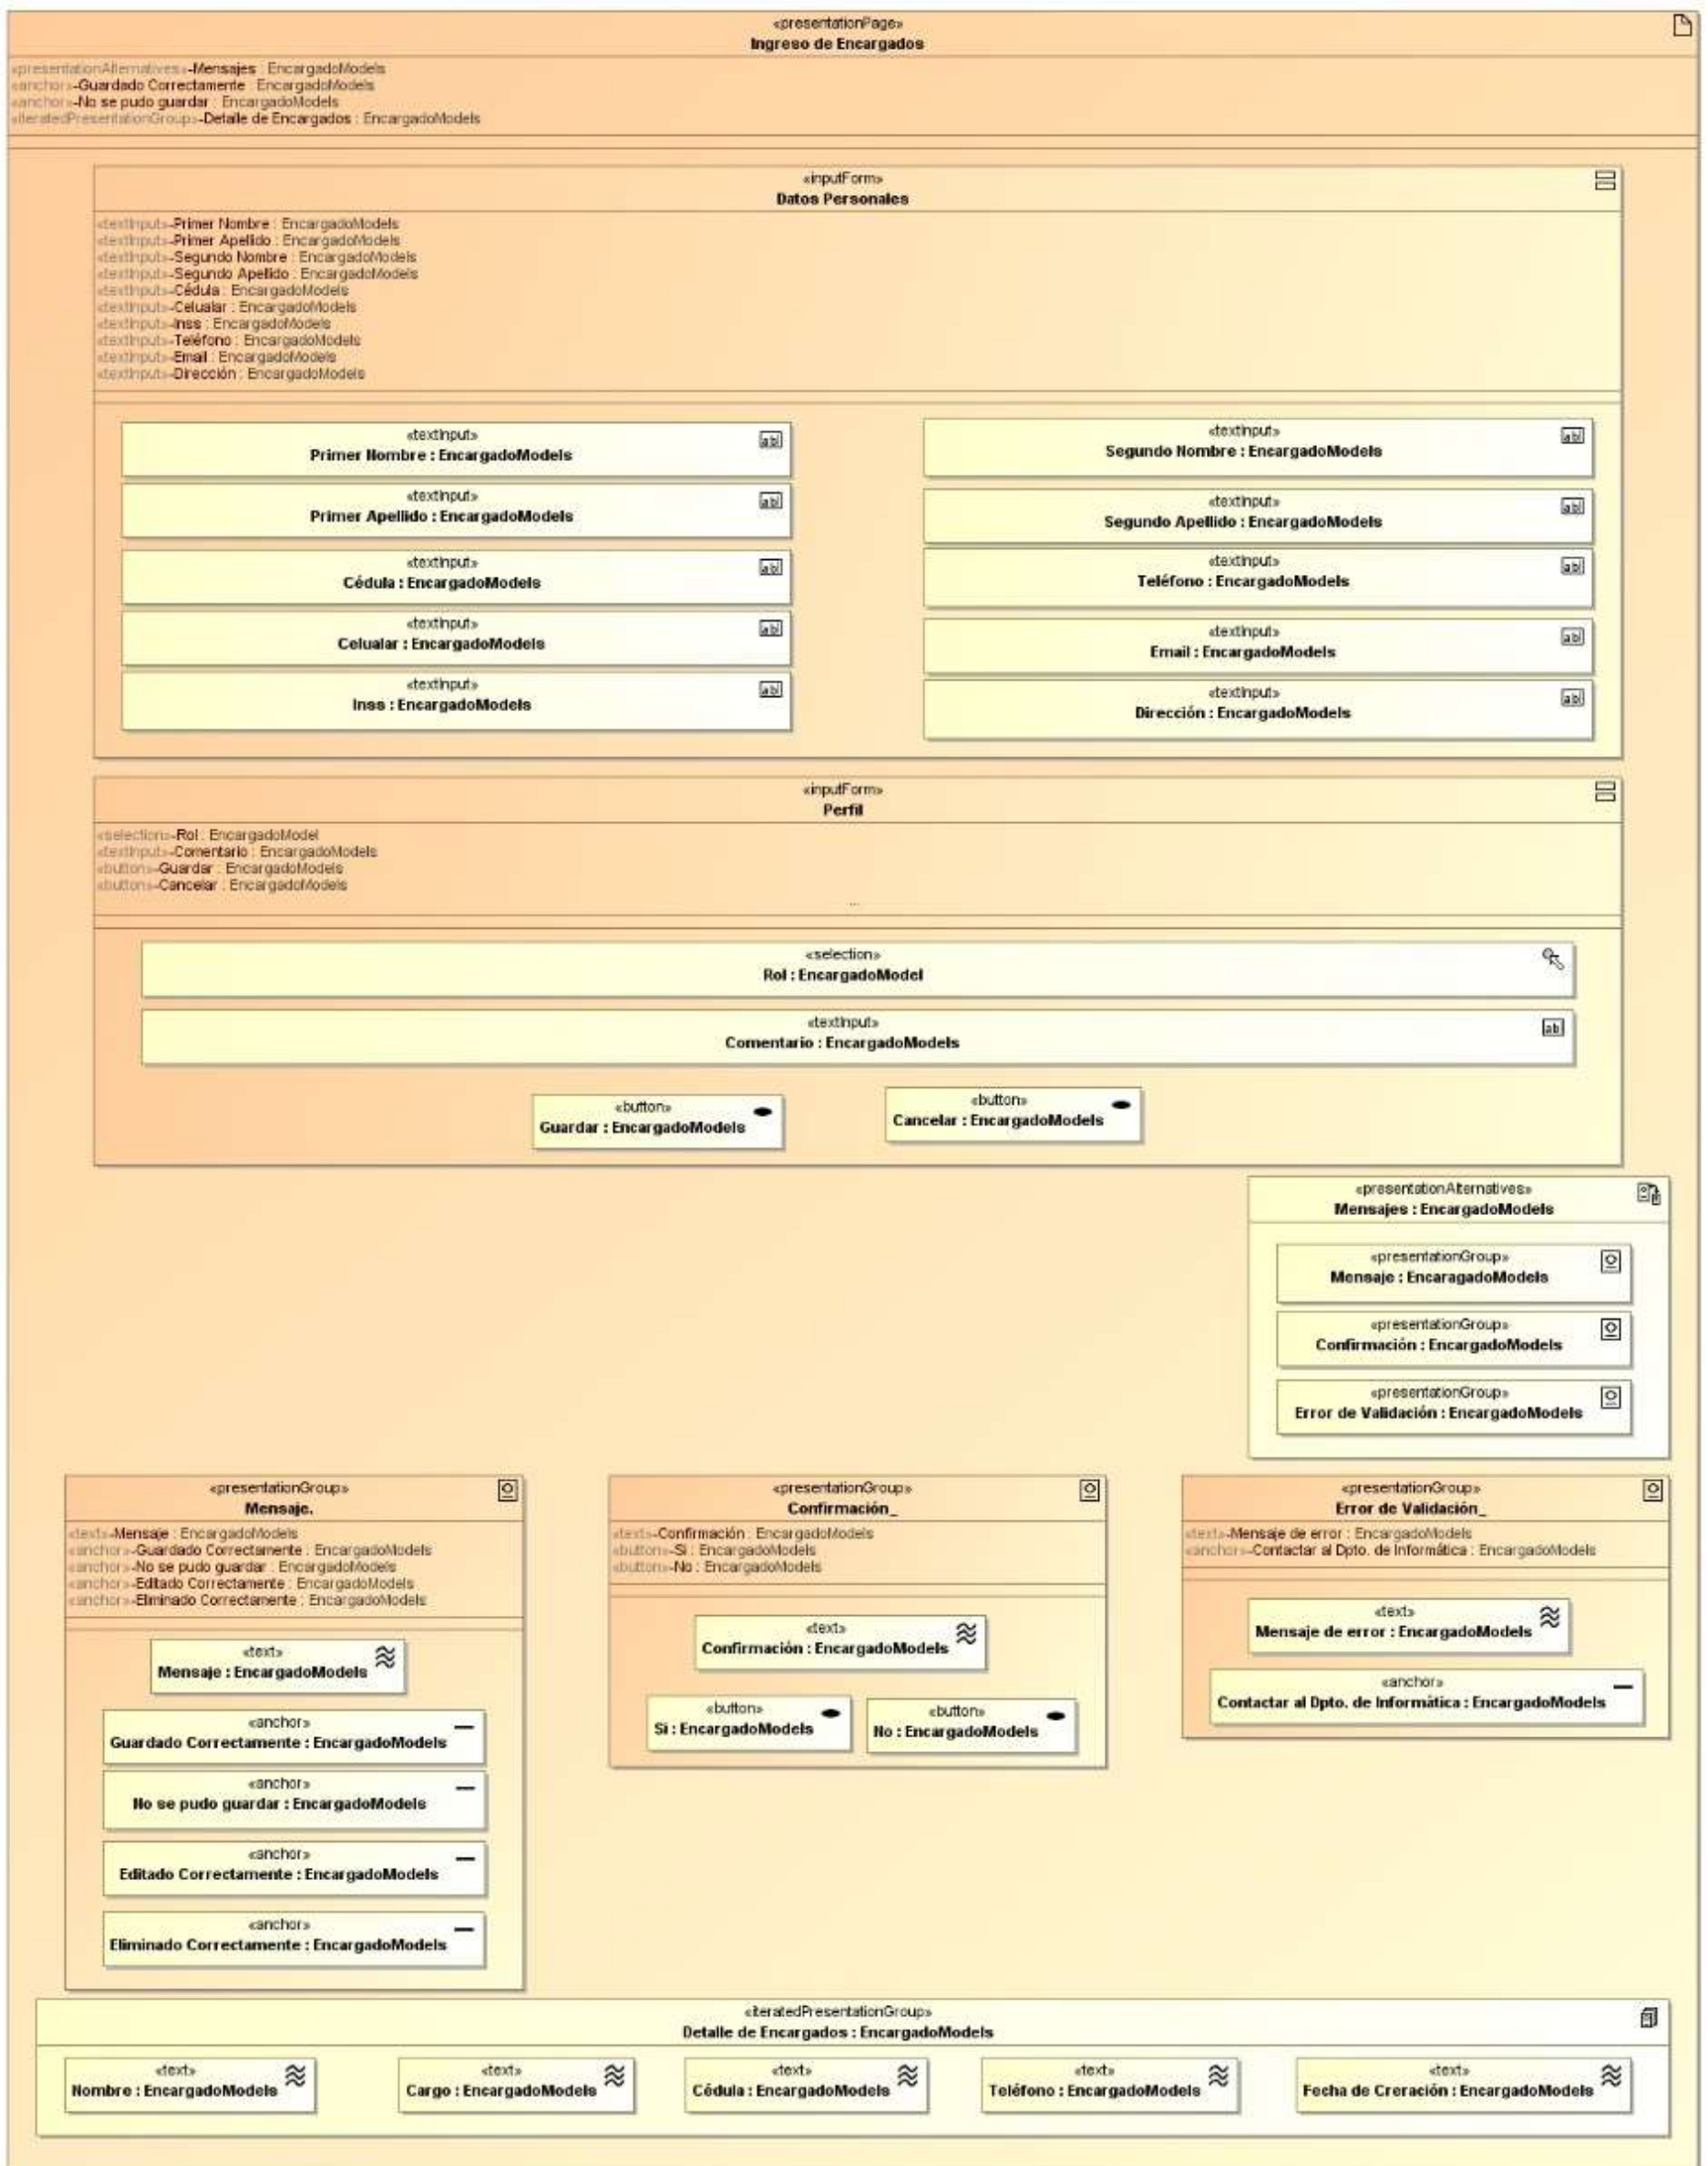 «presentationPage»
Ingreso de Encargados
«presentationAlternatives»-Mensajes : EncargadoModels
«anchor»-Guardado Correctamente : EncargadoModels
«anchor»-No se pudo guardar : EncargadoModels
«iteratedPresentationGroup»-Detalle de Encargados : EncargadoModels
«inputForm»
Datos Personales
«textInput»-Primer Nombre : EncargadoModels
«textInput»-Primer Apellido : EncargadoModels
«textInput»-Segundo Nombre : EncargadoModels
«textInput»-Segundo Apellido : EncargadoModels
«textInput»-Cédula : EncargadoModels
«textInput»-Celualar : EncargadoModels
«textInput»-Inss : EncargadoModels
«textInput»-Teléfono : EncargadoModels
«textInput»-Email : EncargadoModels
«textInput»-Dirección : EncargadoModels
«textInput»
Primer Nombre : EncargadoModels
«textInput»
Segundo Nombre : EncargadoModels
«textInput»
Primer Apellido : EncargadoModels
«textInput»
Segundo Apellido : EncargadoModels
«textInput»
Cédula : EncargadoModels
«textInput»
Teléfono : EncargadoModels
«textInput»
Celualar : EncargadoModels
«textInput»
Email : EncargadoModels
«textInput»
Inss : EncargadoModels
«textInput»
Dirección : EncargadoModels
«inputForm»
Perfil
«selection»-Rol : EncargadoModel
«textInput»-Comentario : EncargadoModels
«button»-Guardar : EncargadoModels
«button»-Cancelar : EncargadoModels
...
«selection»
Rol : EncargadoModel
«textInput»
Comentario : EncargadoModels
«button»
Guardar : EncargadoModels
«button»
Cancelar : EncargadoModels
«presentationAlternatives»
Mensajes : EncargadoModels
«presentationGroup»
Mensaje : EncaragadoModels
«presentationGroup»
Confirmación : EncargadoModels
«presentationGroup»
Error de Validación : EncargadoModels
«presentationGroup»
Mensaje.
«text»-Mensaje : EncargadoModels
«anchor»-Guardado Correctamente : EncargadoModels
«anchor»-No se pudo guardar : EncargadoModels
«anchor»-Editado Correctamente : EncargadoModels
«anchor»-Eliminado Correctamente : EncargadoModels
«text»
Mensaje : EncargadoModels
«anchor»
Guardado Correctamente : EncargadoModels
«anchor»
No se pudo guardar : EncargadoModels
«anchor»
Editado Correctamente : EncargadoModels
«anchor»
Eliminado Correctamente : EncargadoModels
«presentationGroup»
Confirmación_
«text»-Confirmación : EncargadoModels
«button»-Si : EncargadoModels
«button»-No : EncargadoModels
«text»
Confirmación : EncargadoModels
«button»
Si : EncargadoModels
«button»
No : EncargadoModels
«presentationGroup»
Error de Validación_
«text»-Mensaje de error : EncargadoModels
«anchor»-Contactar al Dpto. de Informática : EncargadoModels
«text»
Mensaje de error : EncargadoModels
«anchor»
Contactar al Dpto. de Informática : EncargadoModels
«iteratedPresentationGroup»
Detalle de Encargados : EncargadoModels
«text»
Nombre : EncargadoModels
«text»
Cargo : EncargadoModels
«text»
Cédula : EncargadoModels
«text»
Teléfono : EncargadoModels
«text»
Fecha de Creración : EncargadoModels